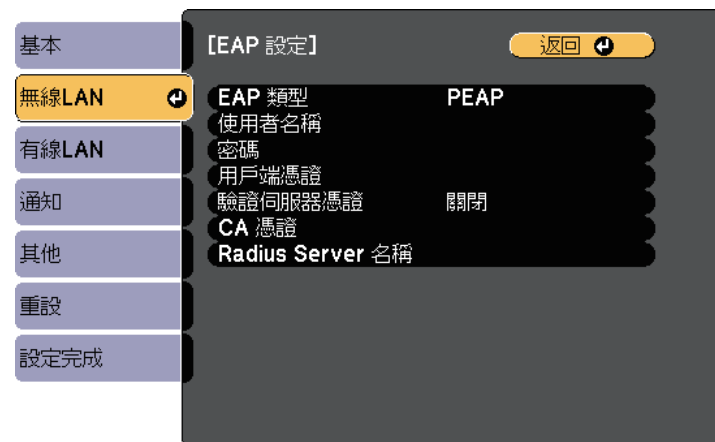 基本
無線LAN
有線LAN
通知
其他
重設
設定完成
[EAP 設定]
返回
EAP 類型 PEAP
使用者名稱
密碼
用戶端憑證
驗證伺服器憑證 關閉
CA 憑證
Radius Server 名稱